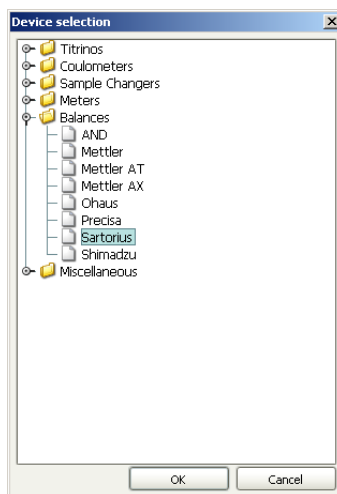 Device selection
Titrinos
Coulometers
Sample Changers
Meters
Balances
AND
Mettler
Mettler AT
Mettler AX
Ohaus
Precisa
Sartorius
Shimadzu
Miscellaneous
OK Cancel